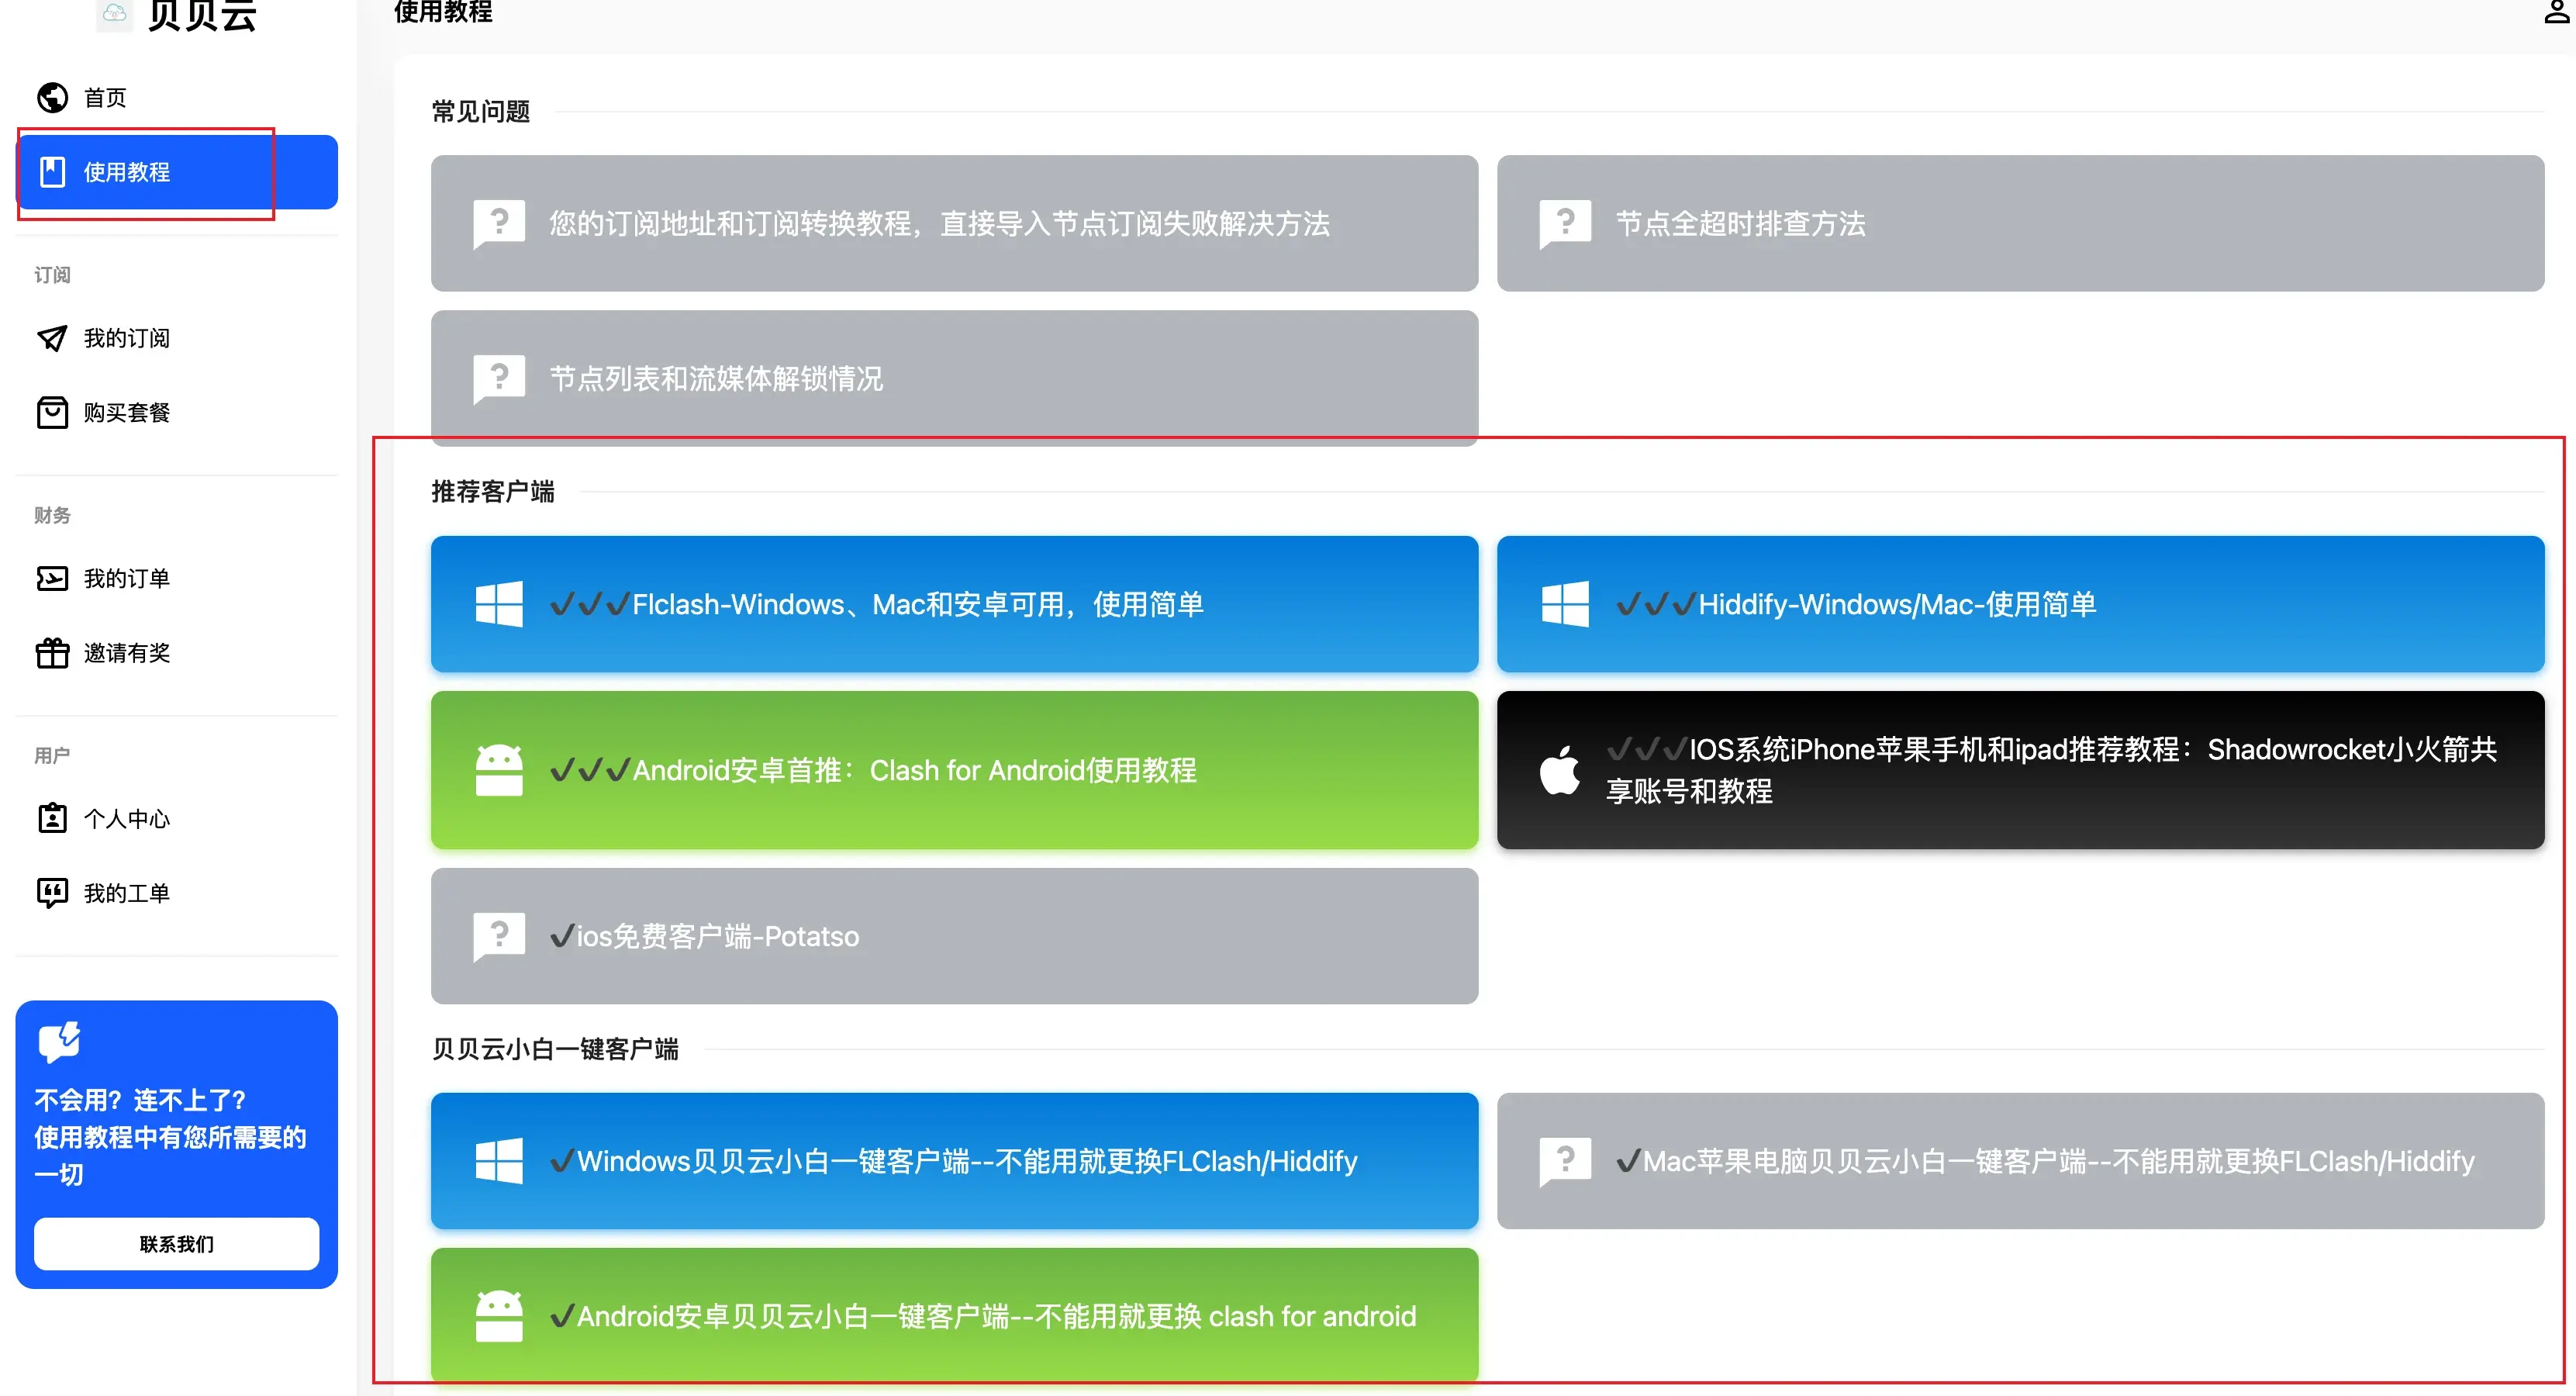 贝贝云
使用教程
首页
使用教程
订阅
我的订阅
购买套餐
财务
我的订单
邀请有奖
用户
个人中心
我的工单
不会用？连不上了？
使用教程中有您所需要的
一切
联系我们
常见问题
您的订阅地址和订阅转换教程，直接导入节点订阅失败解决方法
节点全超时排查方法
节点列表和流媒体解锁情况
推荐客户端
✓✓✓Flclash-Windows、Mac和安卓可用，使用简单
✓✓✓Hiddify-Windows/Mac-使用简单
✓✓✓Android安卓首推：Clash for Android使用教程
✓✓✓IOS系统iPhone苹果手机和ipad推荐教程：Shadowrocket小火箭共
享账号和教程
✓ios免费客户端-Potatso
贝贝云小白一键客户端
✓Windows贝贝云小白一键客户端--不能用就更换FLClash/Hiddify
✓Mac苹果电脑贝贝云小白一键客户端--不能用就更换FLClash/Hiddify
✓Android安卓贝贝云小白一键客户端--不能用就更换 clash for android